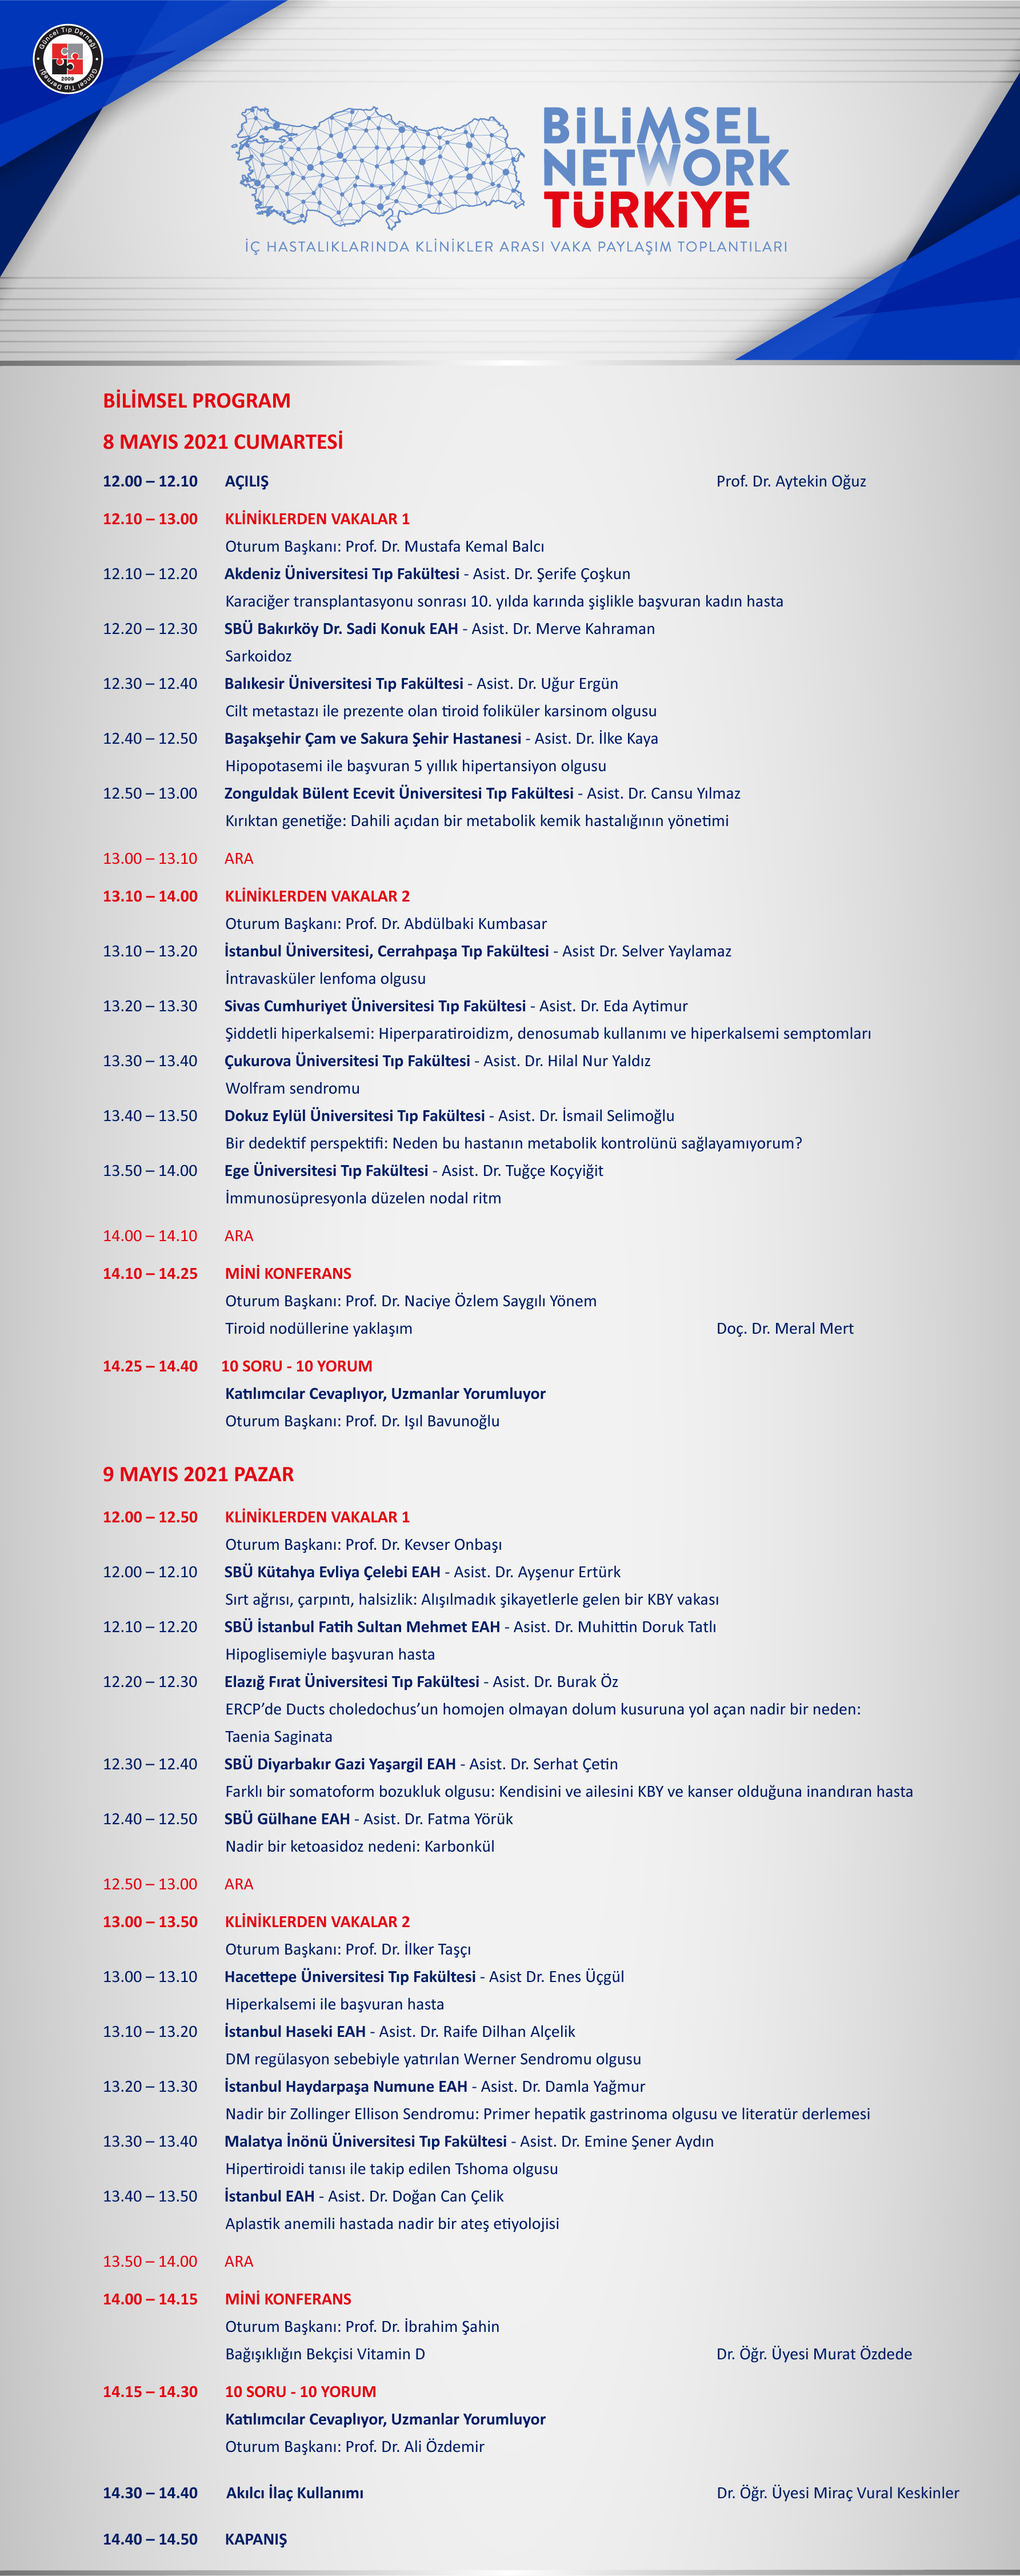 Güncel Tıp Derneği
2009
Güncel Tıp Derneği
BiLiMSEL
NETWORK
TÜRKiYE
İÇ HASTALIKLARINDA KLİNİKLER ARASI VAKA PAYLAŞIM TOPLANTILARI
BİLİMSEL PROGRAM
8 MAYIS 2021 CUMARTESİ
12.00 – 12.10 AÇILIŞ Prof. Dr. Aytekin Oğuz
12.10 – 13.00 KLİNİKLERDEN VAKALAR 1
Oturum Başkanı: Prof. Dr. Mustafa Kemal Balcı
12.10 – 12.20 Akdeniz Üniversitesi Tıp Fakültesi - Asist. Dr. Şerife Çoşkun
Karaciğer transplantasyonu sonrası 10. yılda karında şişlikle başvuran kadın hasta
12.20 – 12.30 SBÜ Bakırköy Dr. Sadi Konuk EAH - Asist. Dr. Merve Kahraman
Sarkoidoz
12.30 – 12.40 Balıkesir Üniversitesi Tıp Fakültesi - Asist. Dr. Uğur Ergün
Cilt metastazı ile prezente olan tiroid foliküler karsinom olgusu
12.40 – 12.50 Başakşehir Çam ve Sakura Şehir Hastanesi - Asist. Dr. İlke Kaya
Hipopotasemi ile başvuran 5 yıllık hipertansiyon olgusu
12.50 – 13.00 Zonguldak Bülent Ecevit Üniversitesi Tıp Fakültesi - Asist. Dr. Cansu Yılmaz
Kırıktan genetiğe: Dahili açıdan bir metabolik kemik hastalığının yönetimi
13.00 – 13.10 ARA
13.10 – 14.00 KLİNİKLERDEN VAKALAR 2
Oturum Başkanı: Prof. Dr. Abdülbaki Kumbasar
13.10 – 13.20 İstanbul Üniversitesi, Cerrahpaşa Tıp Fakültesi - Asist Dr. Selver Yaylamaz
İntravasküler lenfoma olgusu
13.20 – 13.30 Sivas Cumhuriyet Üniversitesi Tıp Fakültesi - Asist. Dr. Eda Aytimur
Şiddetli hiperkalsemi: Hiperparatiroidizm, denosumab kullanımı ve hiperkalsemi semptomları
13.30 – 13.40 Çukurova Üniversitesi Tıp Fakültesi - Asist. Dr. Hilal Nur Yaldız
Wolfram sendromu
13.40 – 13.50 Dokuz Eylül Üniversitesi Tıp Fakültesi - Asist. Dr. İsmail Selimoğlu
Bir dedektif perspektifi: Neden bu hastanın metabolik kontrolünü sağlayamıyorum?
13.50 – 14.00 Ege Üniversitesi Tıp Fakültesi - Asist. Dr. Tuğçe Koçyiğit
İmmunosüpresyonla düzelen nodal ritm
14.00 – 14.10 ARA
14.10 – 14.25 MİNİ KONFERANS
Oturum Başkanı: Prof. Dr. Naciye Özlem Saygılı Yönem
Tiroid nodüllerine yaklaşım Doç. Dr. Meral Mert
14.25 – 14.40 10 SORU - 10 YORUM
Katılımcılar Cevaplıyor, Uzmanlar Yorumluyor
Oturum Başkanı: Prof. Dr. Işıl Bavunoğlu
9 MAYIS 2021 PAZAR
12.00 – 12.50 KLİNİKLERDEN VAKALAR 1
Oturum Başkanı: Prof. Dr. Kevser Onbaşı
12.00 – 12.10 SBÜ Kütahya Evliya Çelebi EAH - Asist. Dr. Ayşenur Ertürk
Sırt ağrısı, çarpıntı, halsizlik: Alışılmadık şikayetlerle gelen bir KBY vakası
12.10 – 12.20 SBÜ İstanbul Fatih Sultan Mehmet EAH - Asist. Dr. Muhittin Doruk Tatlı
Hipoglisemiyle başvuran hasta
12.20 – 12.30 Elazığ Fırat Üniversitesi Tıp Fakültesi - Asist. Dr. Burak Öz
ERCP’de Ducts choledochus’un homojen olmayan dolum kusuruna yol açan nadir bir neden:
Taenia Saginata
12.30 – 12.40 SBÜ Diyarbakır Gazi Yaşargil EAH - Asist. Dr. Serhat Çetin
Farklı bir somatoform bozukluk olgusu: Kendisini ve ailesini KBY ve kanser olduğuna inandıran hasta
12.40 – 12.50 SBÜ Gülhane EAH - Asist. Dr. Fatma Yörük
Nadir bir ketoasidoz nedeni: Karbonkül
12.50 – 13.00 ARA
13.00 – 13.50 KLİNİKLERDEN VAKALAR 2
Oturum Başkanı: Prof. Dr. İlker Taşçı
13.00 – 13.10 Hacettepe Üniversitesi Tıp Fakültesi - Asist Dr. Enes Üçgül
Hiperkalsemi ile başvuran hasta
13.10 – 13.20 İstanbul Haseki EAH - Asist. Dr. Raife Dilhan Alçelik
DM regülasyon sebebiyle yatırılan Werner Sendromu olgusu
13.20 – 13.30 İstanbul Haydarpaşa Numune EAH - Asist. Dr. Damla Yağmur
Nadir bir Zollinger Ellison Sendromu: Primer hepatik gastrinoma olgusu ve literatür derlemesi
13.30 – 13.40 Malatya İnönü Üniversitesi Tıp Fakültesi - Asist. Dr. Emine Şener Aydın
Hipertiroidi tanısı ile takip edilen Tshoma olgusu
13.40 – 13.50 İstanbul EAH - Asist. Dr. Doğan Can Çelik
Aplastik anemili hastada nadir bir ateş etiyolojisi
13.50 – 14.00 ARA
14.00 – 14.15 MİNİ KONFERANS
Oturum Başkanı: Prof. Dr. İbrahim Şahin
Bağışıklığın Bekçisi Vitamin D Dr. Öğr. Üyesi Murat Özdede
14.15 – 14.30 10 SORU - 10 YORUM
Katılımcılar Cevaplıyor, Uzmanlar Yorumluyor
Oturum Başkanı: Prof. Dr. Ali Özdemir
14.30 – 14.40 Akılcı İlaç Kullanımı Dr. Öğr. Üyesi Miraç Vural Keskinler
14.40 – 14.50 KAPANIŞ